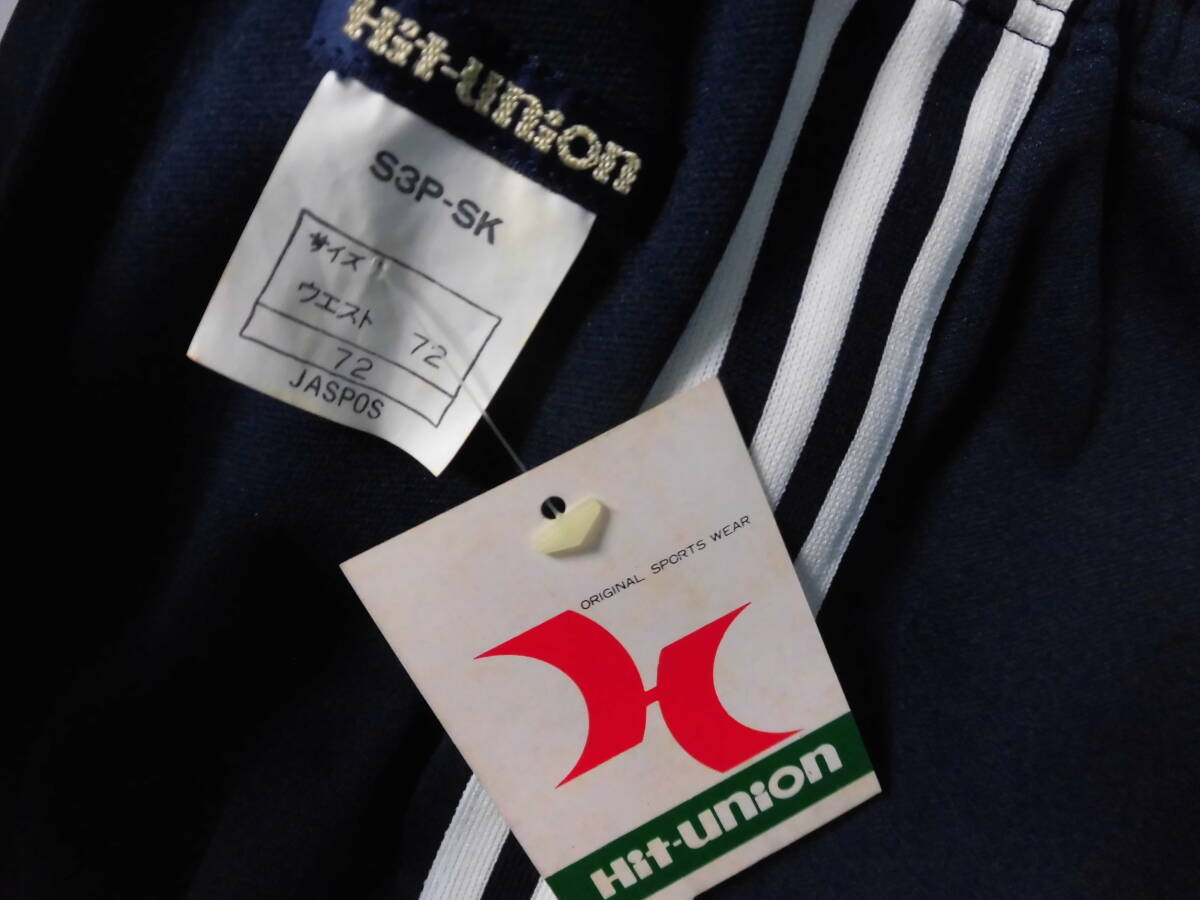 Hit-union
S3P-SK
サイズ
ウエスト 72
72
JASPOS
ORIGINAL SPORTS WEAR
Hit-union